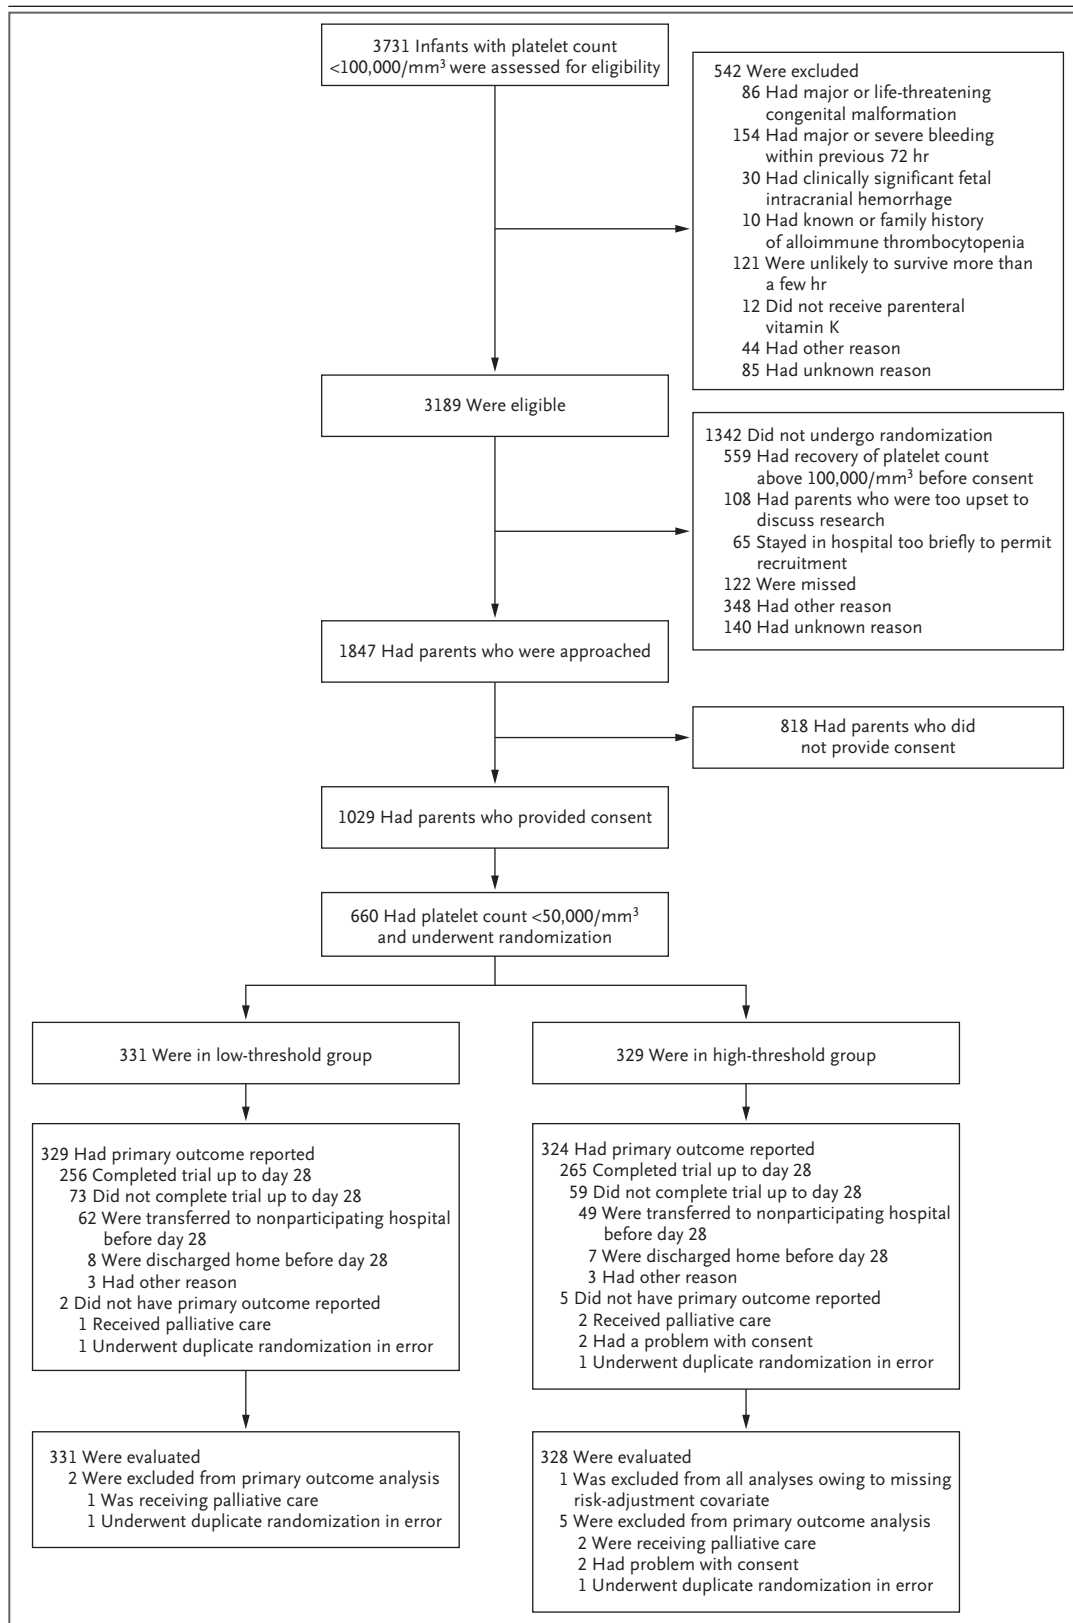 3731 Infants with platelet count
<100,000/mm³ were assessed for eligibility
542 Were excluded
86 Had major or life-threatening
congenital malformation
154 Had major or severe bleeding
within previous 72 hr
30 Had clinically significant fetal
intracranial hemorrhage
10 Had known or family history
of alloimmune thrombocytopenia
121 Were unlikely to survive more than
a few hr
12 Did not receive parenteral
vitamin K
44 Had other reason
85 Had unknown reason
3189 Were eligible
1342 Did not undergo randomization
559 Had recovery of platelet count
above 100,000/mm³ before consent
108 Had parents who were too upset to
discuss research
65 Stayed in hospital too briefly to permit
recruitment
122 Were missed
348 Had other reason
140 Had unknown reason
1847 Had parents who were approached
818 Had parents who did
not provide consent
1029 Had parents who provided consent
660 Had platelet count <50,000/mm³
and underwent randomization
331 Were in low-threshold group
329 Were in high-threshold group
329 Had primary outcome reported
256 Completed trial up to day 28
73 Did not complete trial up to day 28
62 Were transferred to nonparticipating hospital
before day 28
8 Were discharged home before day 28
3 Had other reason
2 Did not have primary outcome reported
1 Received palliative care
1 Underwent duplicate randomization in error
324 Had primary outcome reported
265 Completed trial up to day 28
59 Did not complete trial up to day 28
49 Were transferred to nonparticipating hospital
before day 28
7 Were discharged home before day 28
3 Had other reason
5 Did not have primary outcome reported
2 Received palliative care
2 Had a problem with consent
1 Underwent duplicate randomization in error
331 Were evaluated
2 Were excluded from primary outcome analysis
1 Was receiving palliative care
1 Underwent duplicate randomization in error
328 Were evaluated
1 Was excluded from all analyses owing to missing
risk-adjustment covariate
5 Were excluded from primary outcome analysis
2 Were receiving palliative care
2 Had problem with consent
1 Underwent duplicate randomization in error